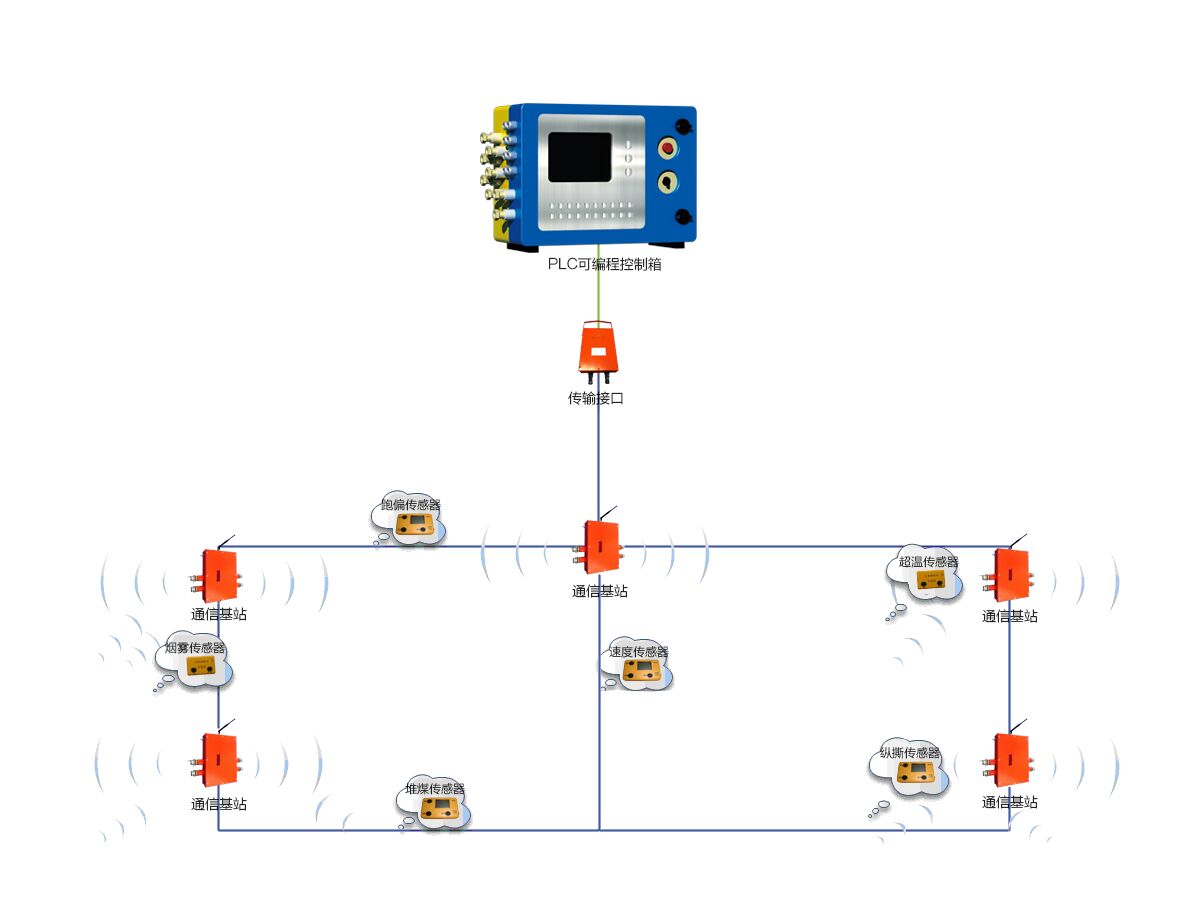 PLC可编程控制箱
传输接口
跑偏传感器
通信基站
超温传感器
通信基站
通信基站
烟雾传感器
速度传感器
纵撕传感器
堆煤传感器
通信基站
通信基站